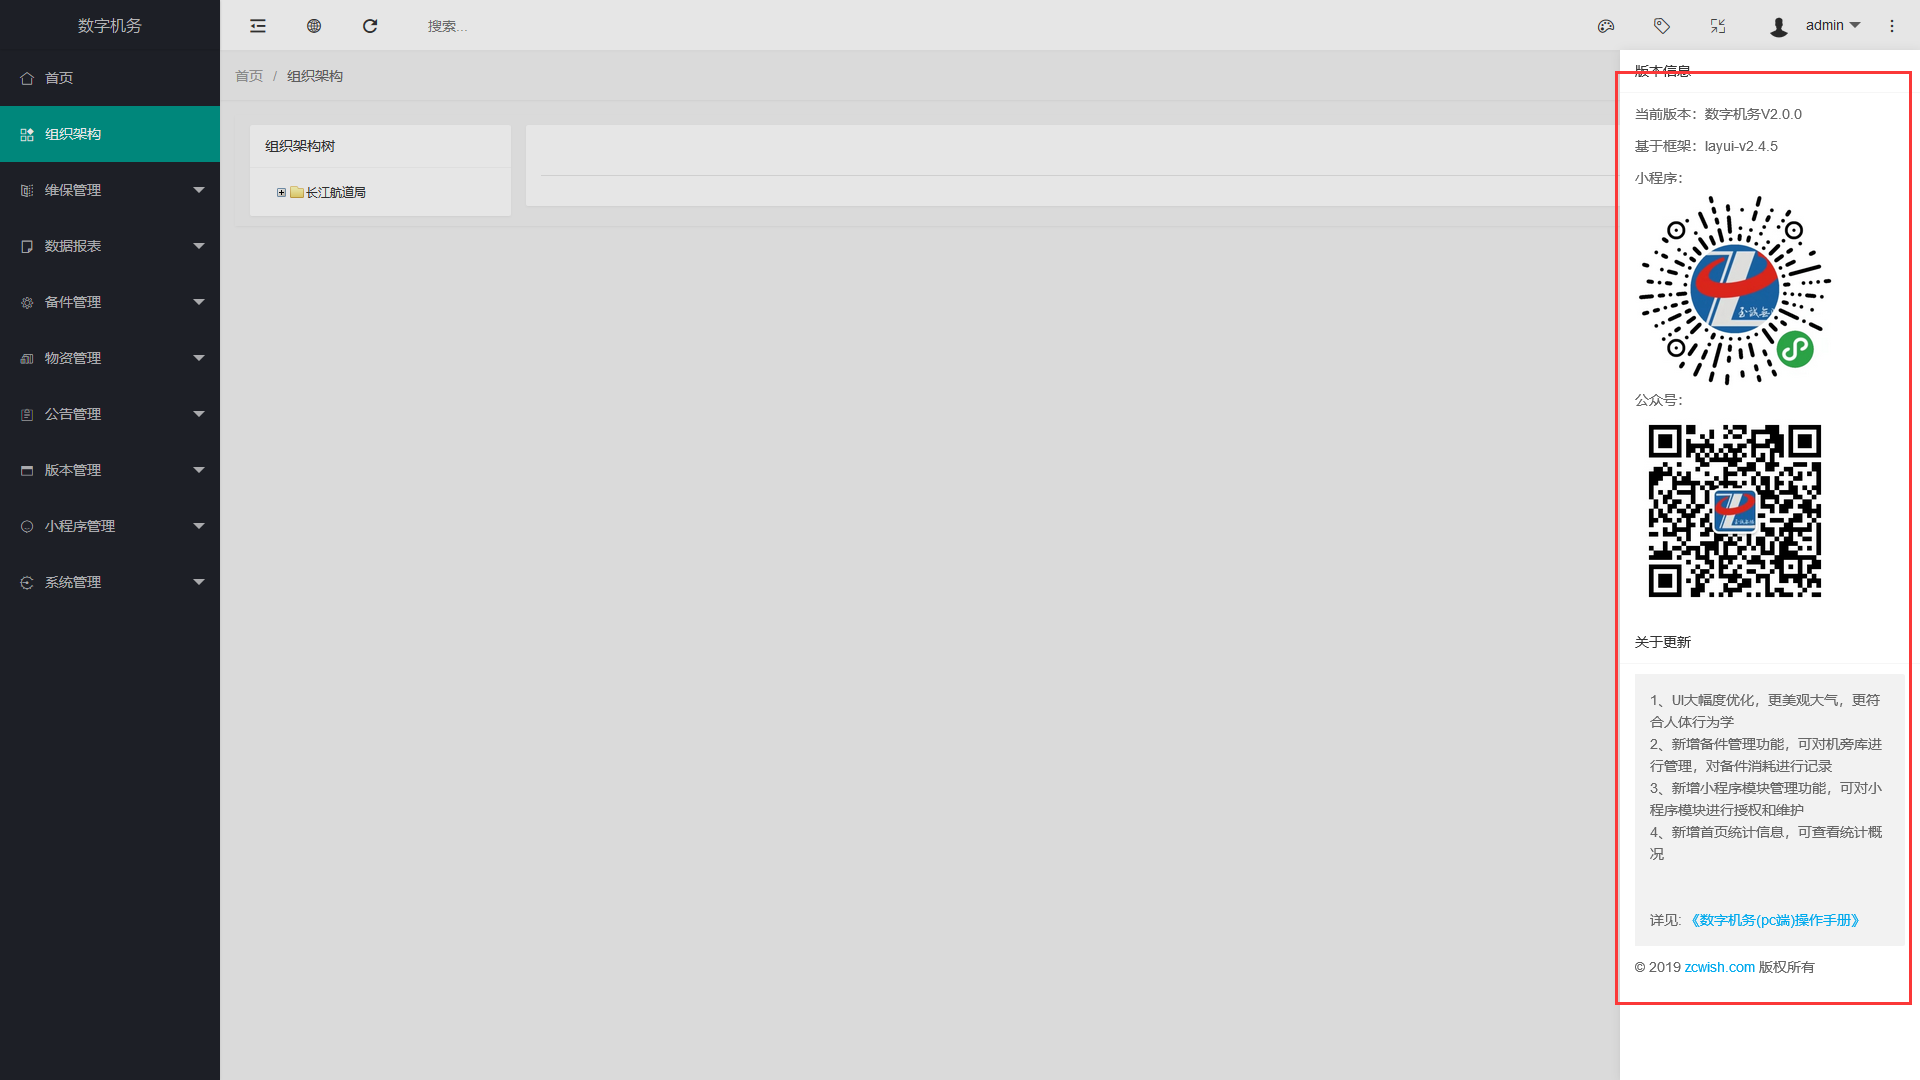 数字机务
搜索...
admin
首页
组织架构
维保管理
数据报表
备件管理
物资管理
公告管理
版本管理
小程序管理
系统管理
首页 / 组织架构
组织架构树
长江航道局
版本信息
当前版本：数字机务V2.0.0
基于框架：layui-v2.4.5
小程序：
公众号：
关于更新
1、UI大幅度优化，更美观大气，更符
合人体行为学
2、新增备件管理功能，可对机旁库进
行管理，对备件消耗进行记录
3、新增小程序模块管理功能，可对小
程序模块进行授权和维护
4、新增首页统计信息，可查看统计概
况
详见:《数字机务(pc端)操作手册》
© 2019 zcwish.com 版权所有